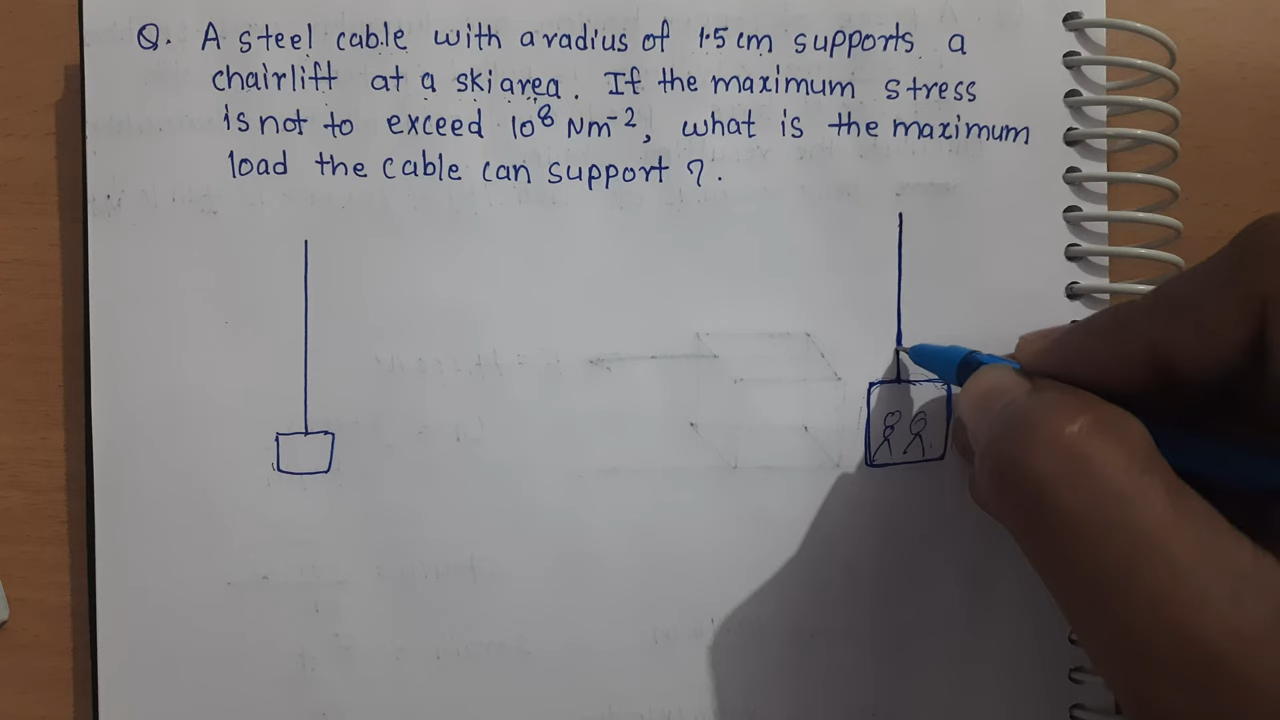 Q. A steel cable with a radius of 1.5 cm supports a
chairlift at a ski area. If the maximum stress
is not to exceed 10⁸ Nm⁻², what is the maximum
load the cable can support ?.